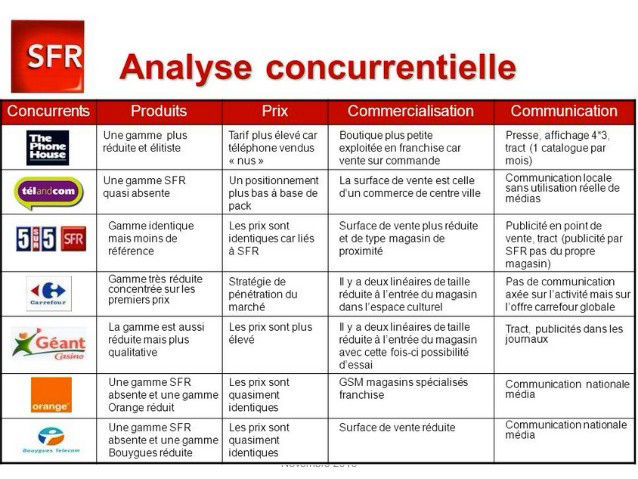 SFR
Analyse concurrentielle
Concurrents Produits Prix Commercialisation Communication
The
Phone
House
Une gamme plus
réduite et élitiste
Tarif plus élevé car
téléphone vendus
« nus »
Boutique plus petite
exploitée en franchise car
vente sur commande
Presse, affichage 4*3,
tract (1 catalogue par
mois)
télandcom
Une gamme SFR
quasi absente
Un positionnement
plus bas à base de
pack
La surface de vente est celle
d'un commerce de centre ville
Communication locale
sans utilisation réelle de
médias
5 5 SFR
Gamme identique
mais moins de
référence
Les prix sont
identiques car liés
à SFR
Surface de vente plus réduite
et de type magasin de
proximité
Publicité en point de
vente, tract (publicité par
SFR pas du propre
magasin)
Carrefour
Gamme très réduite
concentrée sur les
premiers prix
Stratégie de
pénétration du
marché
Il y a deux linéaires de taille
réduite à l'entrée du magasin
dans l'espace culturel
Pas de communication
axée sur l'activité mais sur
l'offre carrefour globale
Géant
Casino
La gamme est aussi
réduite mais plus
qualitative
Les prix sont plus
élevé
Il y a deux linéaires de taille
réduite à l'entrée du magasin
avec cette fois-ci possibilité
d'essai
Tract, publicités dans les
journaux
orange
Une gamme SFR
absente et une gamme
Orange réduit
Les prix sont
quasiment
identiques
GSM magasins spécialisés
franchise
Communication nationale
média
Bouygues Telecom
Une gamme SFR
absente et une gamme
Bouygues réduite
Les prix sont
quasiment
identiques
Surface de vente réduite
Communication nationale
média